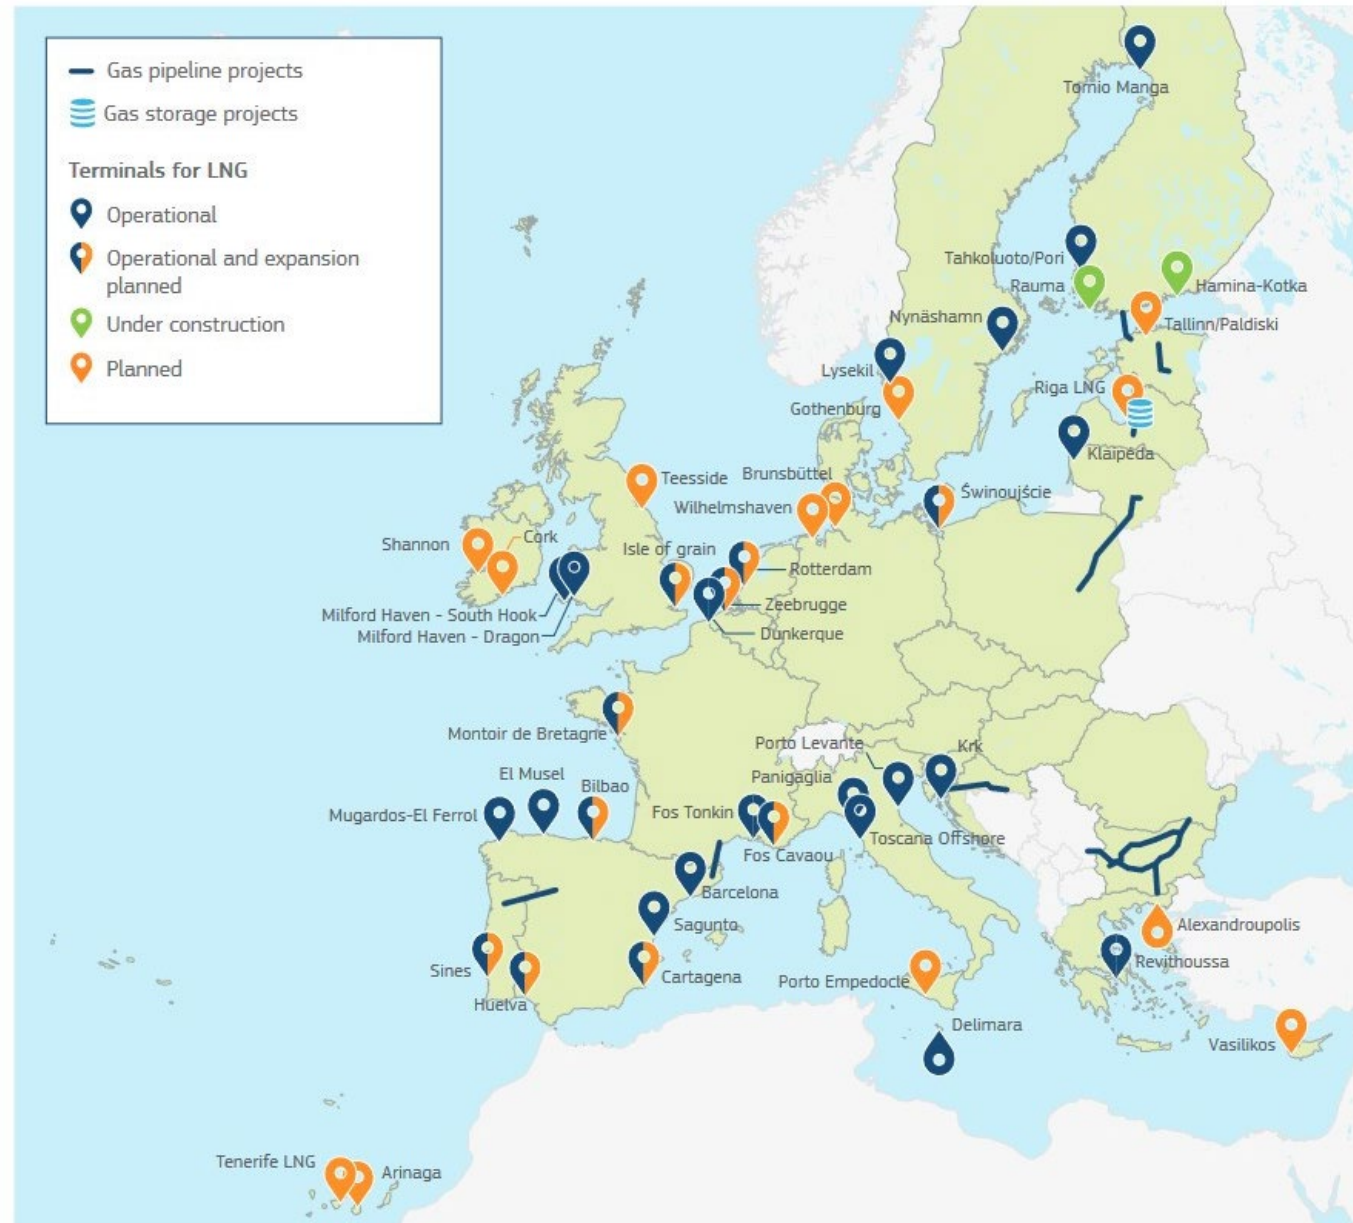 Gas pipeline projects
Gas storage projects
Terminals for LNG
Operational
Operational and expansion
planned
Under construction
Planned
Tornio Manga
Tahkoluoto/Pori
Rauma
Hamina-Kotka
Nynäshamn
Tallinn/Paldiski
Lysekil
Riga LNG
Gothenburg
Klaipėda
Teesside
Brunsbüttel
Świnoujście
Wilhelmshaven
Shannon
Cork
Isle of grain
Rotterdam
Zeebrugge
Milford Haven - South Hook
Milford Haven - Dragon
Dunkerque
Montoir de Bretagne
Porto Levante
Krk
El Musel
Panigaglia
Bilbao
Mugardos-El Ferrol
Fos Tonkin
Toscana Offshore
Fos Cavaou
Barcelona
Sagunto
Alexandroupolis
Sines
Cartagena
Porto Empedocle
Revithoussa
Huelva
Delimara
Vasilikos
Tenerife LNG
Arinaga